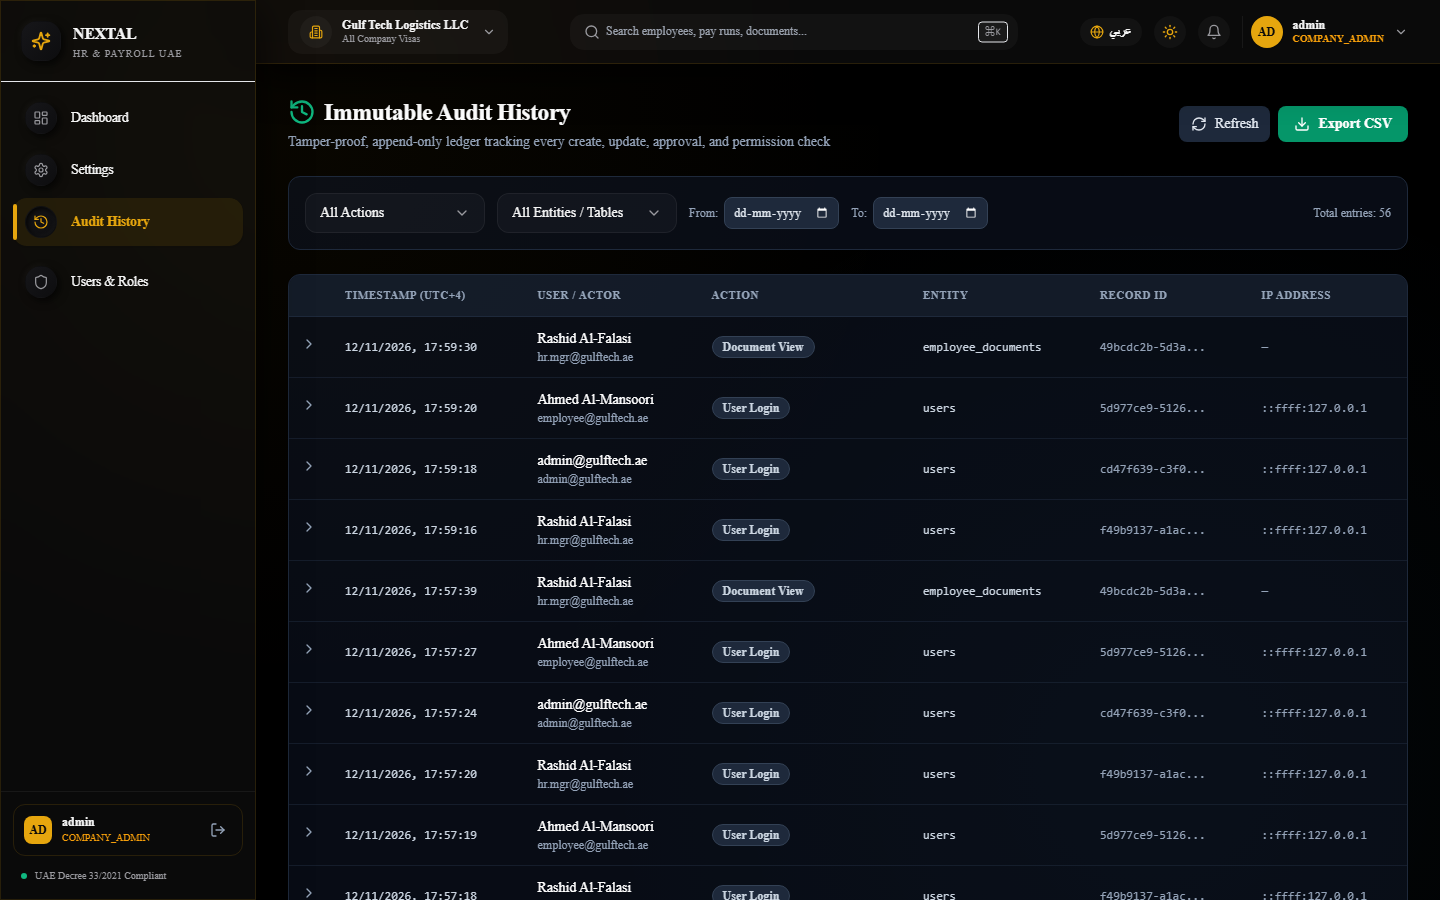 NEXTAL
HR & PAYROLL UAE
Gulf Tech Logistics LLC
All Company Visas
Search employees, pay runs, documents...
⌘K
عربي
AD
admin
COMPANY_ADMIN
Dashboard
Settings
Audit History
Users & Roles
Immutable Audit History
Tamper-proof, append-only ledger tracking every create, update, approval, and permission check
Refresh
Export CSV
All Actions
All Entities / Tables
From:
dd-mm-yyyy
To:
dd-mm-yyyy
Total entries: 56
TIMESTAMP (UTC+4) USER / ACTOR ACTION ENTITY RECORD ID IP ADDRESS
12/11/2026, 17:59:30 Rashid Al-Falasi Document View employee_documents 49bcdc2b-5d3a... —
hr.mgr@gulftech.ae
12/11/2026, 17:59:20 Ahmed Al-Mansoori User Login users 5d977ce9-5126... ::ffff:127.0.0.1
employee@gulftech.ae
12/11/2026, 17:59:18 admin@gulftech.ae User Login users cd47f639-c3f0... ::ffff:127.0.0.1
admin@gulftech.ae
12/11/2026, 17:59:16 Rashid Al-Falasi User Login users f49b9137-a1ac... ::ffff:127.0.0.1
hr.mgr@gulftech.ae
12/11/2026, 17:57:39 Rashid Al-Falasi Document View employee_documents 49bcdc2b-5d3a... —
hr.mgr@gulftech.ae
12/11/2026, 17:57:27 Ahmed Al-Mansoori User Login users 5d977ce9-5126... ::ffff:127.0.0.1
employee@gulftech.ae
12/11/2026, 17:57:24 admin@gulftech.ae User Login users cd47f639-c3f0... ::ffff:127.0.0.1
admin@gulftech.ae
12/11/2026, 17:57:20 Rashid Al-Falasi User Login users f49b9137-a1ac... ::ffff:127.0.0.1
hr.mgr@gulftech.ae
12/11/2026, 17:57:19 Ahmed Al-Mansoori User Login users 5d977ce9-5126... ::ffff:127.0.0.1
employee@gulftech.ae
12/11/2026, 17:57:18 Rashid Al-Falasi User Login users f49b9137-a1ac... ::ffff:127.0.0.1
AD
admin
COMPANY_ADMIN
UAE Decree 33/2021 Compliant